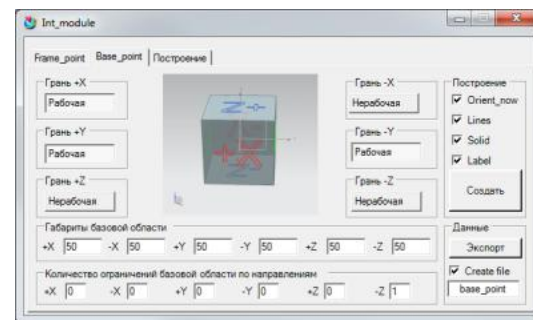 Int_module
Frame_point Base_point Построение
Грань +X
Рабочая
Грань -X
Нерабочая
Построение
Orient_now
Lines
Solid
Label
Создать
Грань +Y
Рабочая
Грань -Y
Рабочая
Грань +Z
Нерабочая
Грань -Z
Нерабочая
Z+
+X
Z
Габариты базовой области
+X 50 -X 50 +Y 50 -Y 50 +Z 50 -Z 50
Количество ограничений базовой области по направлениям
+X 0 -X 0 +Y 0 -Y 0 +Z 0 -Z 1
Данные
Экспорт
Create file
base_point